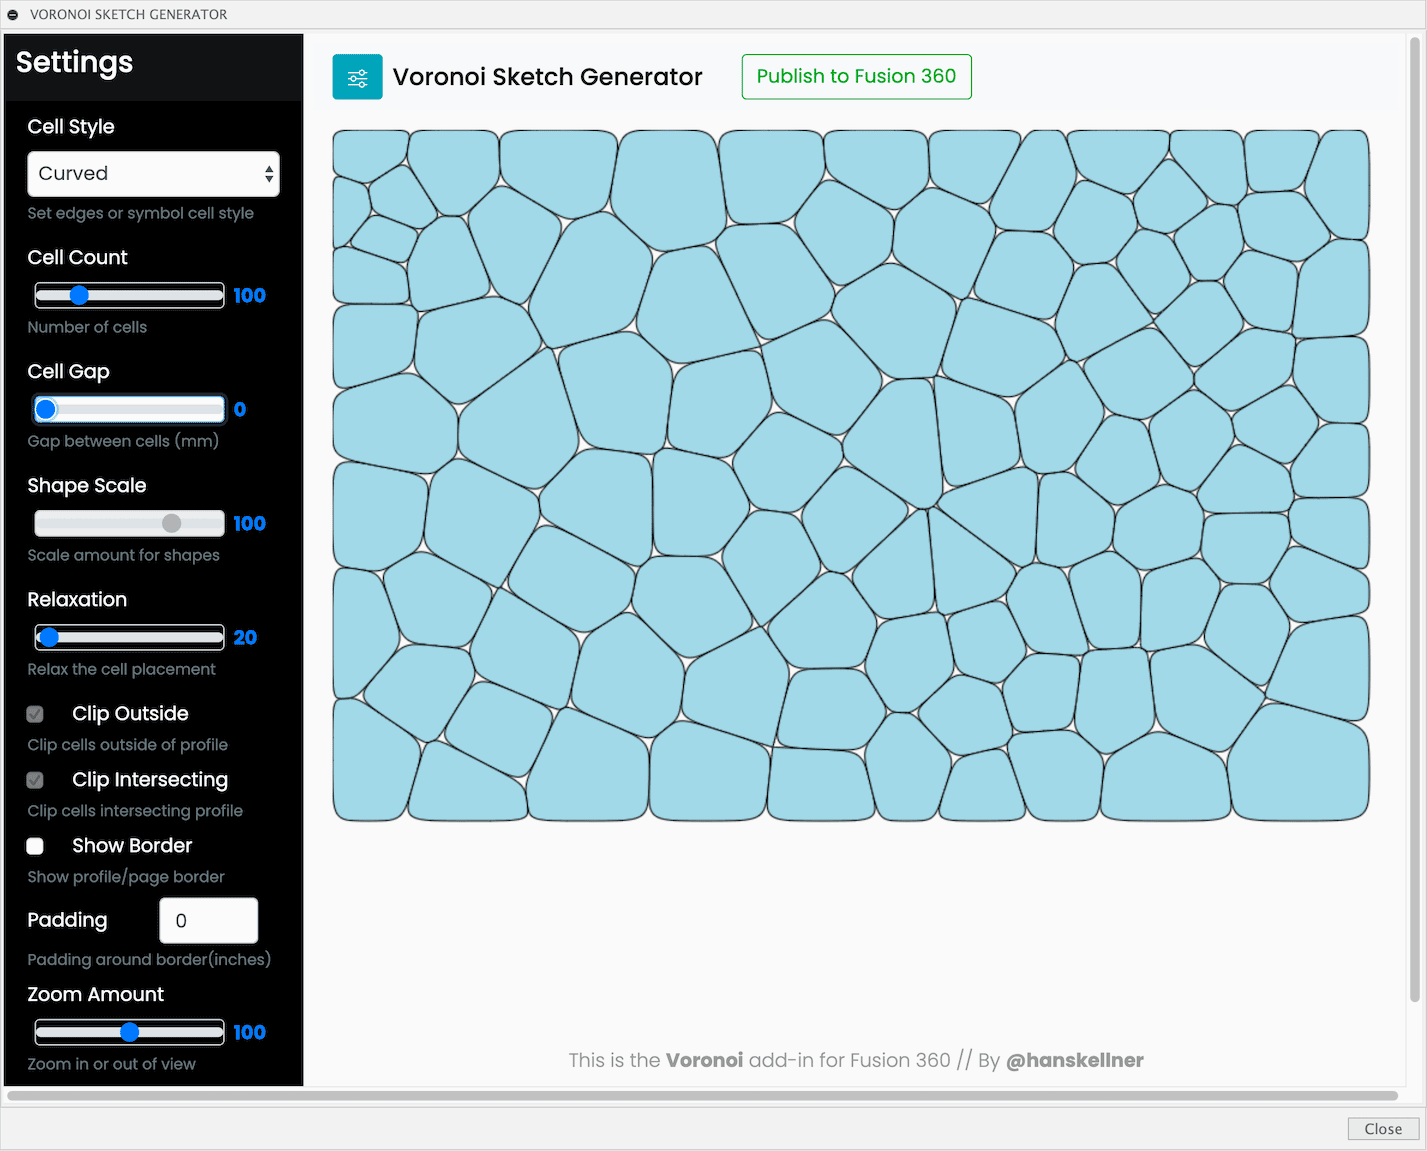 VORONOI SKETCH GENERATOR
Settings
Cell Style
Curved
Set edges or symbol cell style
Cell Count
100
Number of cells
Cell Gap
0
Gap between cells (mm)
Shape Scale
100
Scale amount for shapes
Relaxation
20
Relax the cell placement
Clip Outside
Clip cells outside of profile
Clip Intersecting
Clip cells intersecting profile
Show Border
Show profile/page border
Padding
0
Padding around border(inches)
Zoom Amount
100
Zoom in or out of view
Voronoi Sketch Generator
Publish to Fusion 360
This is the Voronoi add-in for Fusion 360 // By @hanskellner
Close